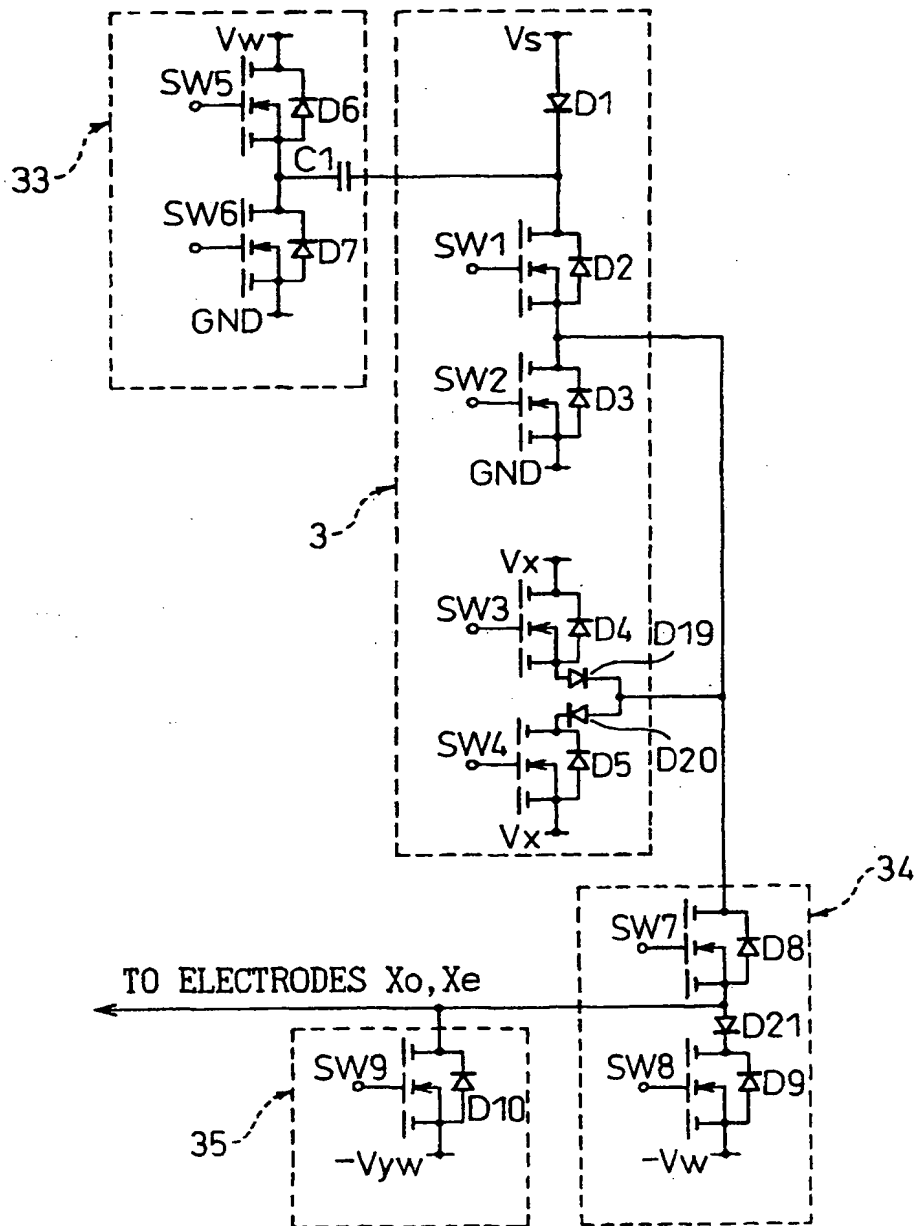 Vw
SW5
D6
33
C1
SW6
D7
GND
Vs
D1
SW1
D2
SW2
D3
GND
3
Vx
SW3
D4
D19
SW4
D5
D20
Vx
34
SW7
D8
TO ELECTRODES Xo,Xe
D21
SW9
D10
SW8
D9
35
-Vyw
-Vw